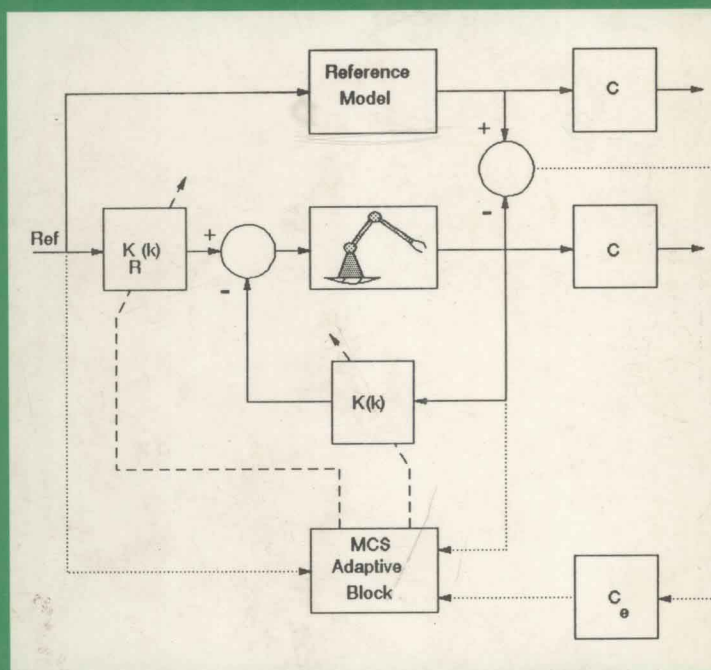 Reference
Model
C
+
-
Ref
K (k)
R
+
-
C
K(k)
MCS
Adaptive
Block
C
e